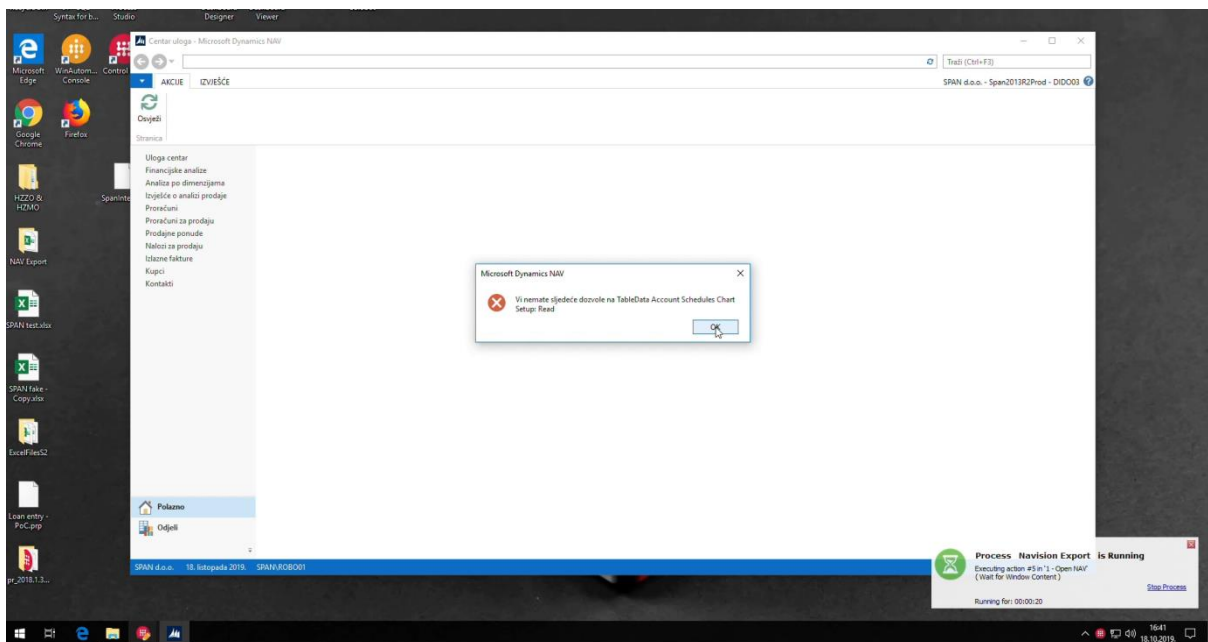 Syntax for b...
Studio
Designer
Viewer
Microsoft
Edge
WinAutom...
Console
Control
Google
Chrome
Firefox
HZZO &
HZMO
SpanInte
NAV Export
SPAN test.xlsx
SPAN fake -
Copy.xlsx
ExcelFilesS2
Loan entry -
PoC.prp
pr_2018.1.3...
Centar uloga - Microsoft Dynamics NAV
Traži (Ctrl+F3)
AKCIJE IZVJEŠĆE
SPAN d.o.o. - Span2013R2Prod - DIDO03
Osvježi
Stranica
Uloga centar
Financijske analize
Analiza po dimenzijama
Izvješće o analizi prodaje
Proračuni
Proračuni za prodaju
Prodajne ponude
Nalozi za prodaju
Izlazne fakture
Kupci
Kontakti
Polazno
Odjeli
SPAN d.o.o. 18. listopada 2019. SPAN\ROBO01
Microsoft Dynamics NAV
Vi nemate sljedeće dozvole na TableData Account Schedules Chart
Setup: Read
OK
Process Navision Export is Running
Executing action #5 in '1 - Open NAV'
( Wait for Window Content )
Stop Process
Running for: 00:00:20
16:41
18.10.2019.